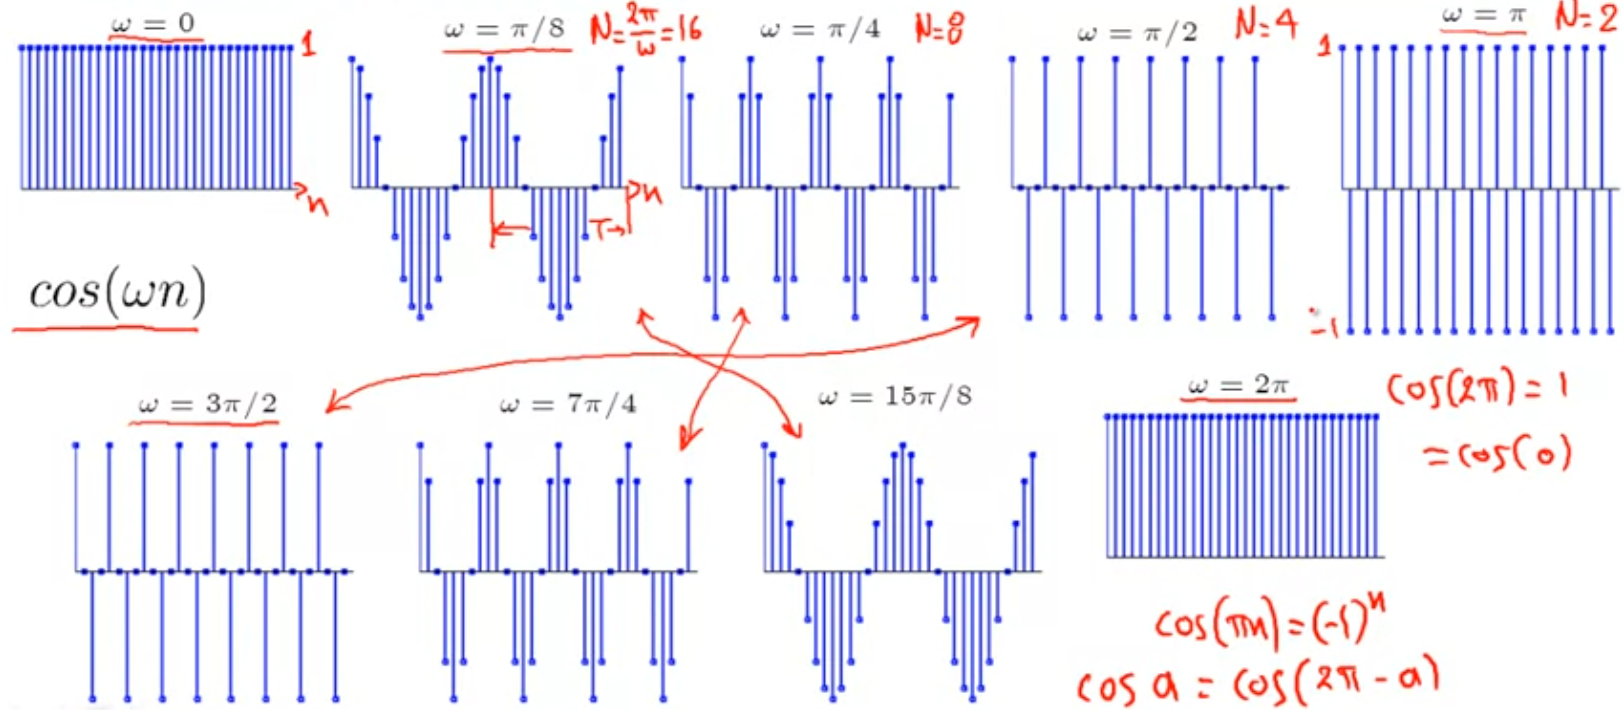 ω = 0
1
n
ω = π/8
N=2π/ω=16
n
T
ω = π/4
N=8
ω = π/2
N=4
ω = π
N=2
1
-1
cos(ωn)
ω = 3π/2
ω = 7π/4
ω = 15π/8
ω = 2π
cos(2π)=1
=cos(0)
cos(πn)=(-1)ⁿ
cos a = cos(2π-a)